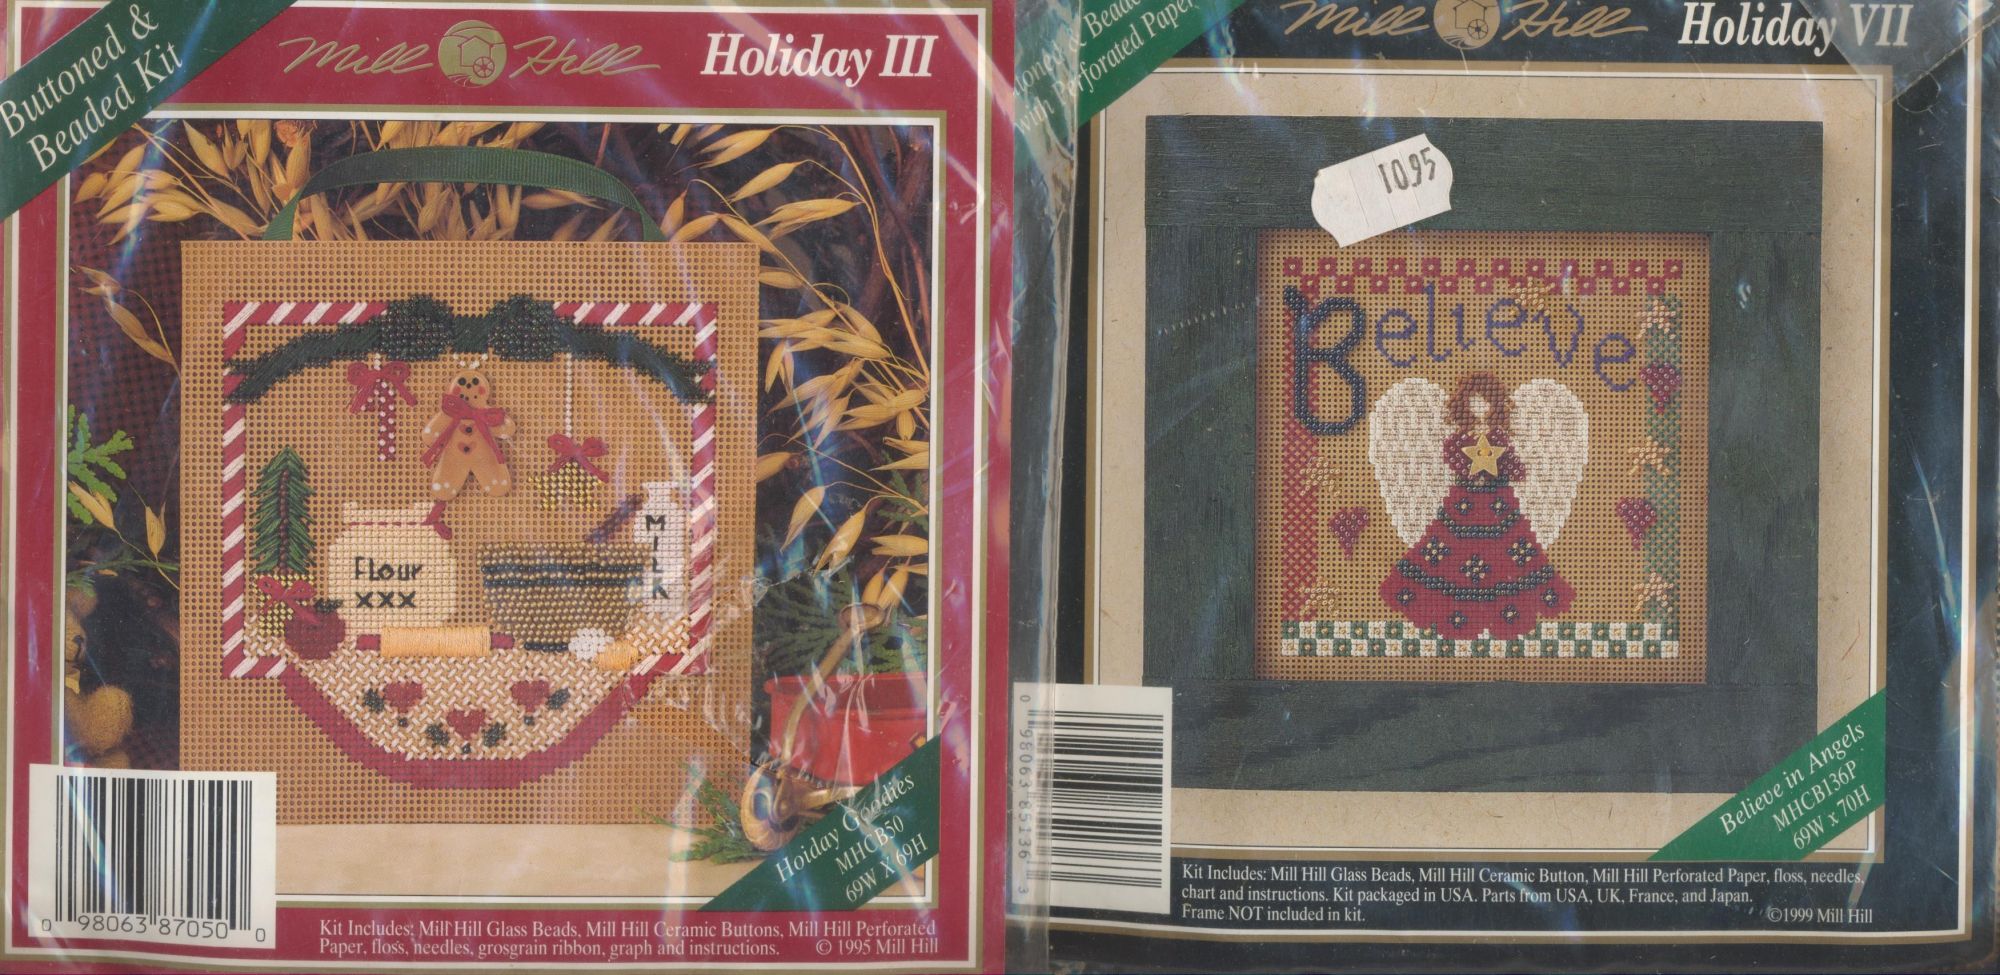 Buttoned &
Beaded Kit
Mill Hill
Holiday III
Flour
XXX
MILK
Hoiday Goodies
MHCB50
69W X 69H
0 98063 87050 0
Kit Includes: Mill Hill Glass Beads, Mill Hill Ceramic Buttons, Mill Hill Perforated
Paper, floss, needles, grosgrain ribbon, graph and instructions. © 1995 Mill Hill
& Beaded
with Perforated Paper
Mill Hill
Holiday VII
10.95
Believe
Believe in Angels
MHCB136P
69W x 70H
0 98063 85136 3
Kit Includes: Mill Hill Glass Beads, Mill Hill Ceramic Button, Mill Hill Perforated Paper, floss, needles,
chart and instructions. Kit packaged in USA. Parts from USA, UK, France, and Japan.
Frame NOT included in kit.
©1999 Mill Hill